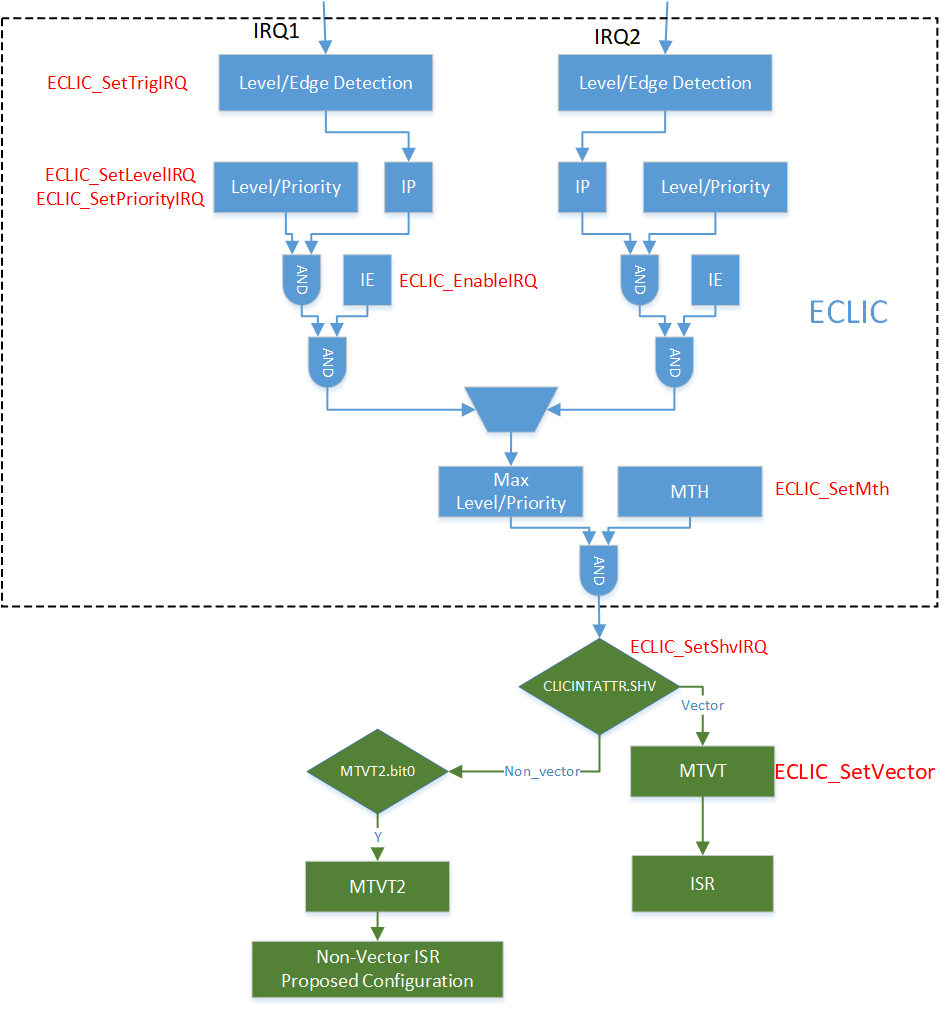 IRQ1
IRQ2
ECLIC_SetTrigIRQ
Level/Edge Detection
Level/Edge Detection
ECLIC_SetLevelIRQ
ECLIC_SetPriorityIRQ
Level/Priority
IP
IP
Level/Priority
AND
IE
ECLIC_EnableIRQ
AND
IE
ECLIC
AND
AND
Max
Level/Priority
MTH
ECLIC_SetMth
AND
ECLIC_SetShvIRQ
CLICINTATTR.SHV
Vector
MTVT2.bit0
Non_vector
MTVT
ECLIC_SetVector
Y
MTVT2
ISR
Non-Vector ISR
Proposed Configuration